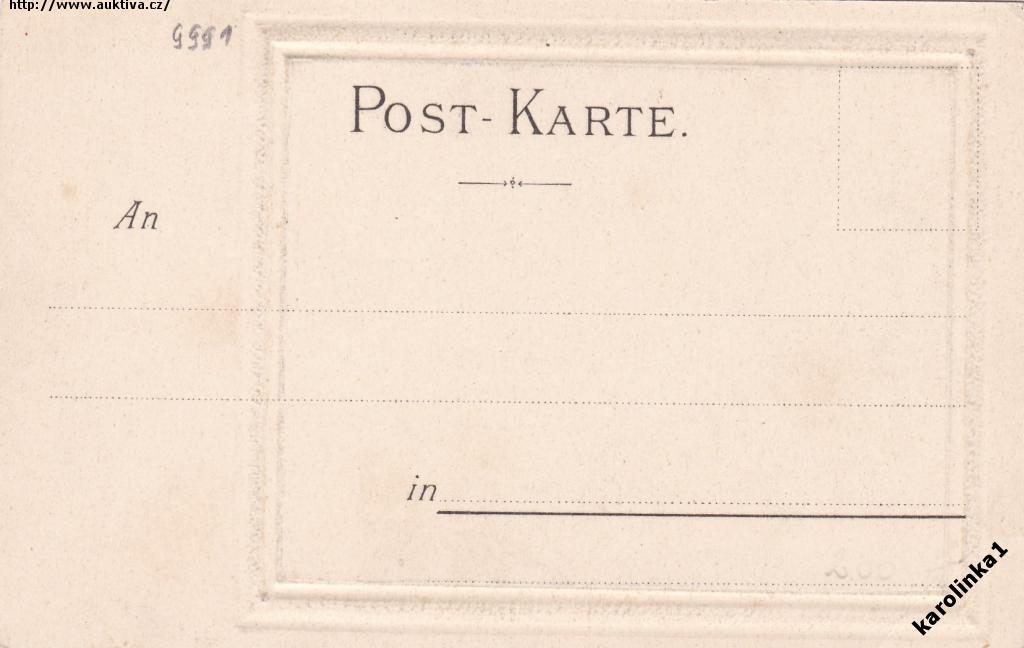 http://www.auktiva.cz/
9991
POST-KARTE.
An
in
karolinka1